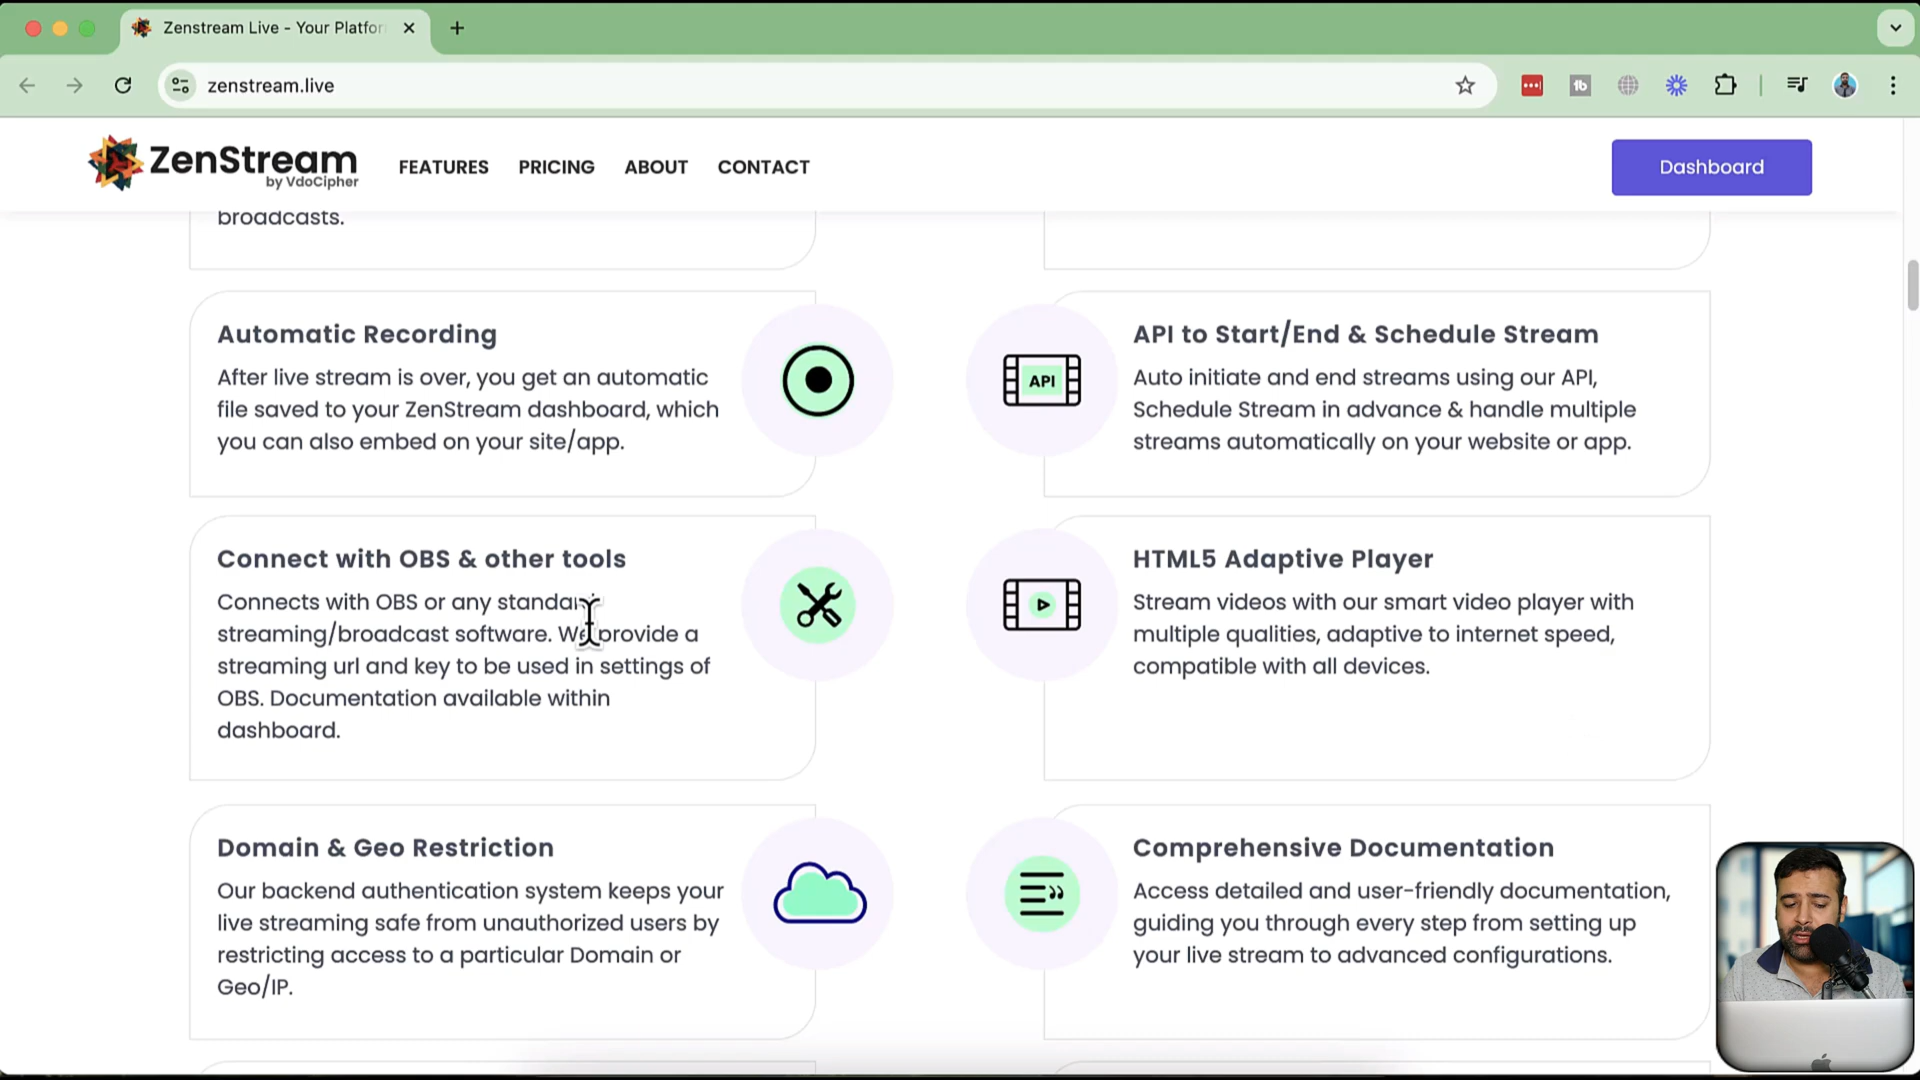 Zenstream Live - Your Platfor
zenstream.live
ZenStream
by VdoCipher
FEATURES
PRICING
ABOUT
CONTACT
Dashboard
broadcasts.
Automatic Recording
After live stream is over, you get an automatic
file saved to your ZenStream dashboard, which
you can also embed on your site/app.
API
API to Start/End & Schedule Stream
Auto initiate and end streams using our API,
Schedule Stream in advance & handle multiple
streams automatically on your website or app.
Connect with OBS & other tools
Connects with OBS or any standard
streaming/broadcast software. We provide a
streaming url and key to be used in settings of
OBS. Documentation available within
dashboard.
HTML5 Adaptive Player
Stream videos with our smart video player with
multiple qualities, adaptive to internet speed,
compatible with all devices.
Domain & Geo Restriction
Our backend authentication system keeps your
live streaming safe from unauthorized users by
restricting access to a particular Domain or
Geo/IP.
Comprehensive Documentation
Access detailed and user-friendly documentation,
guiding you through every step from setting up
your live stream to advanced configurations.